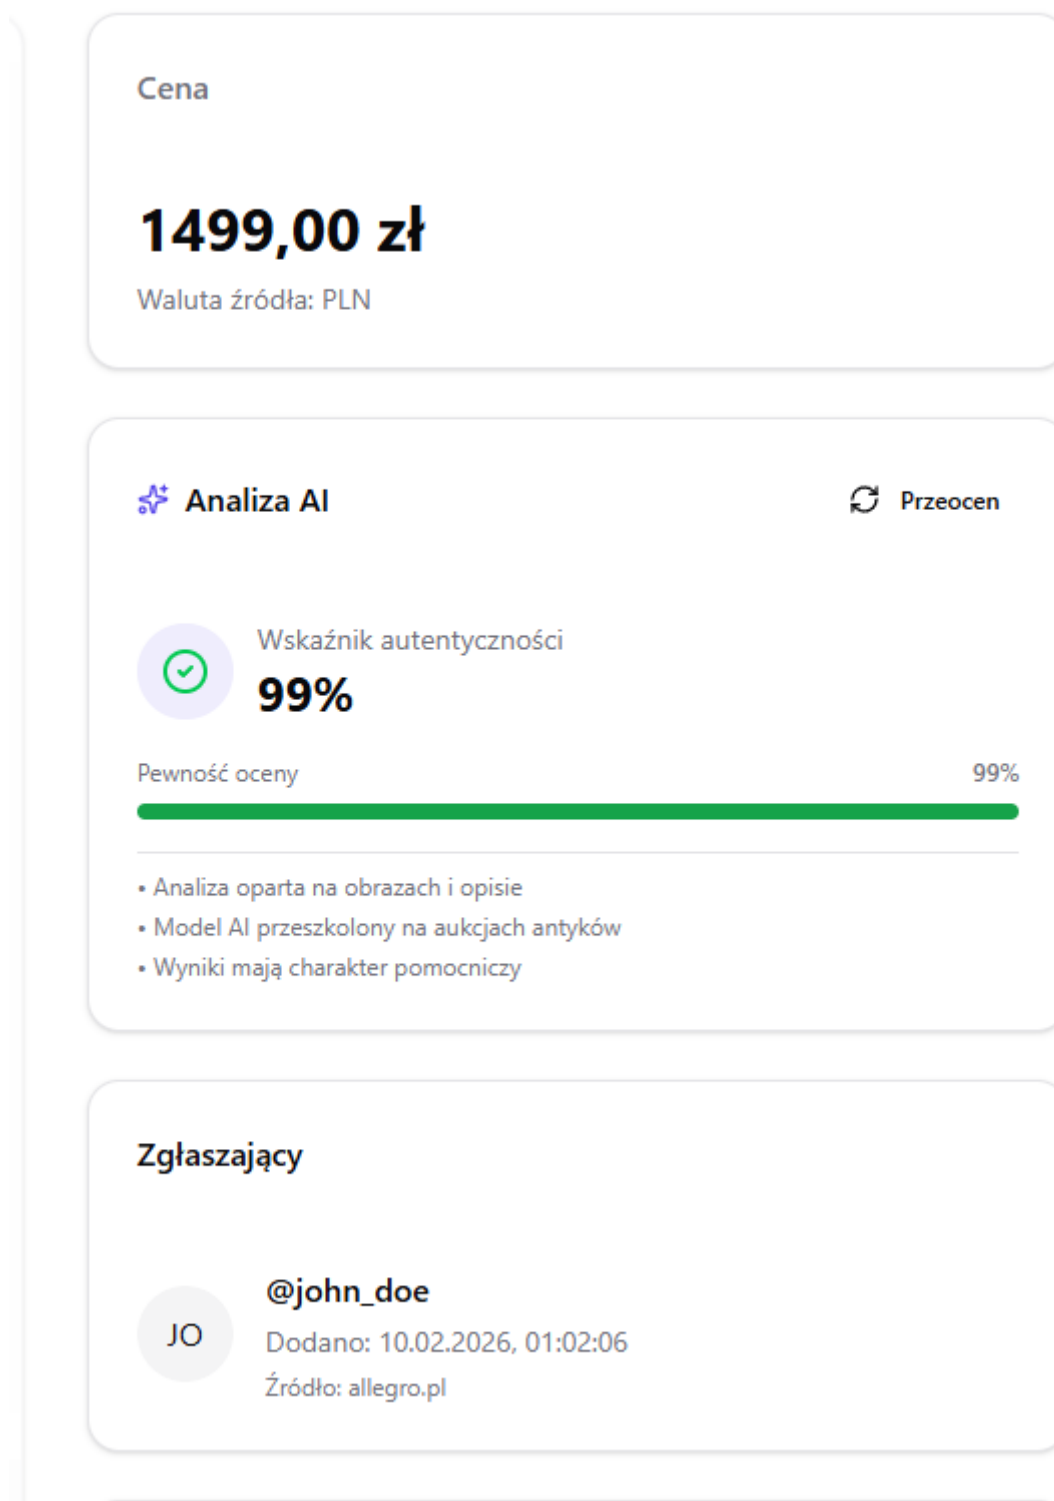 Cena
1499,00 zł
Waluta źródła: PLN
Analiza AI
Przeocen
Wskaźnik autentyczności
99%
Pewność oceny
99%
• Analiza oparta na obrazach i opisie
• Model AI przeszkolony na aukcjach antyków
• Wyniki mają charakter pomocniczy
Zgłaszający
JO
@john_doe
Dodano: 10.02.2026, 01:02:06
Źródło: allegro.pl